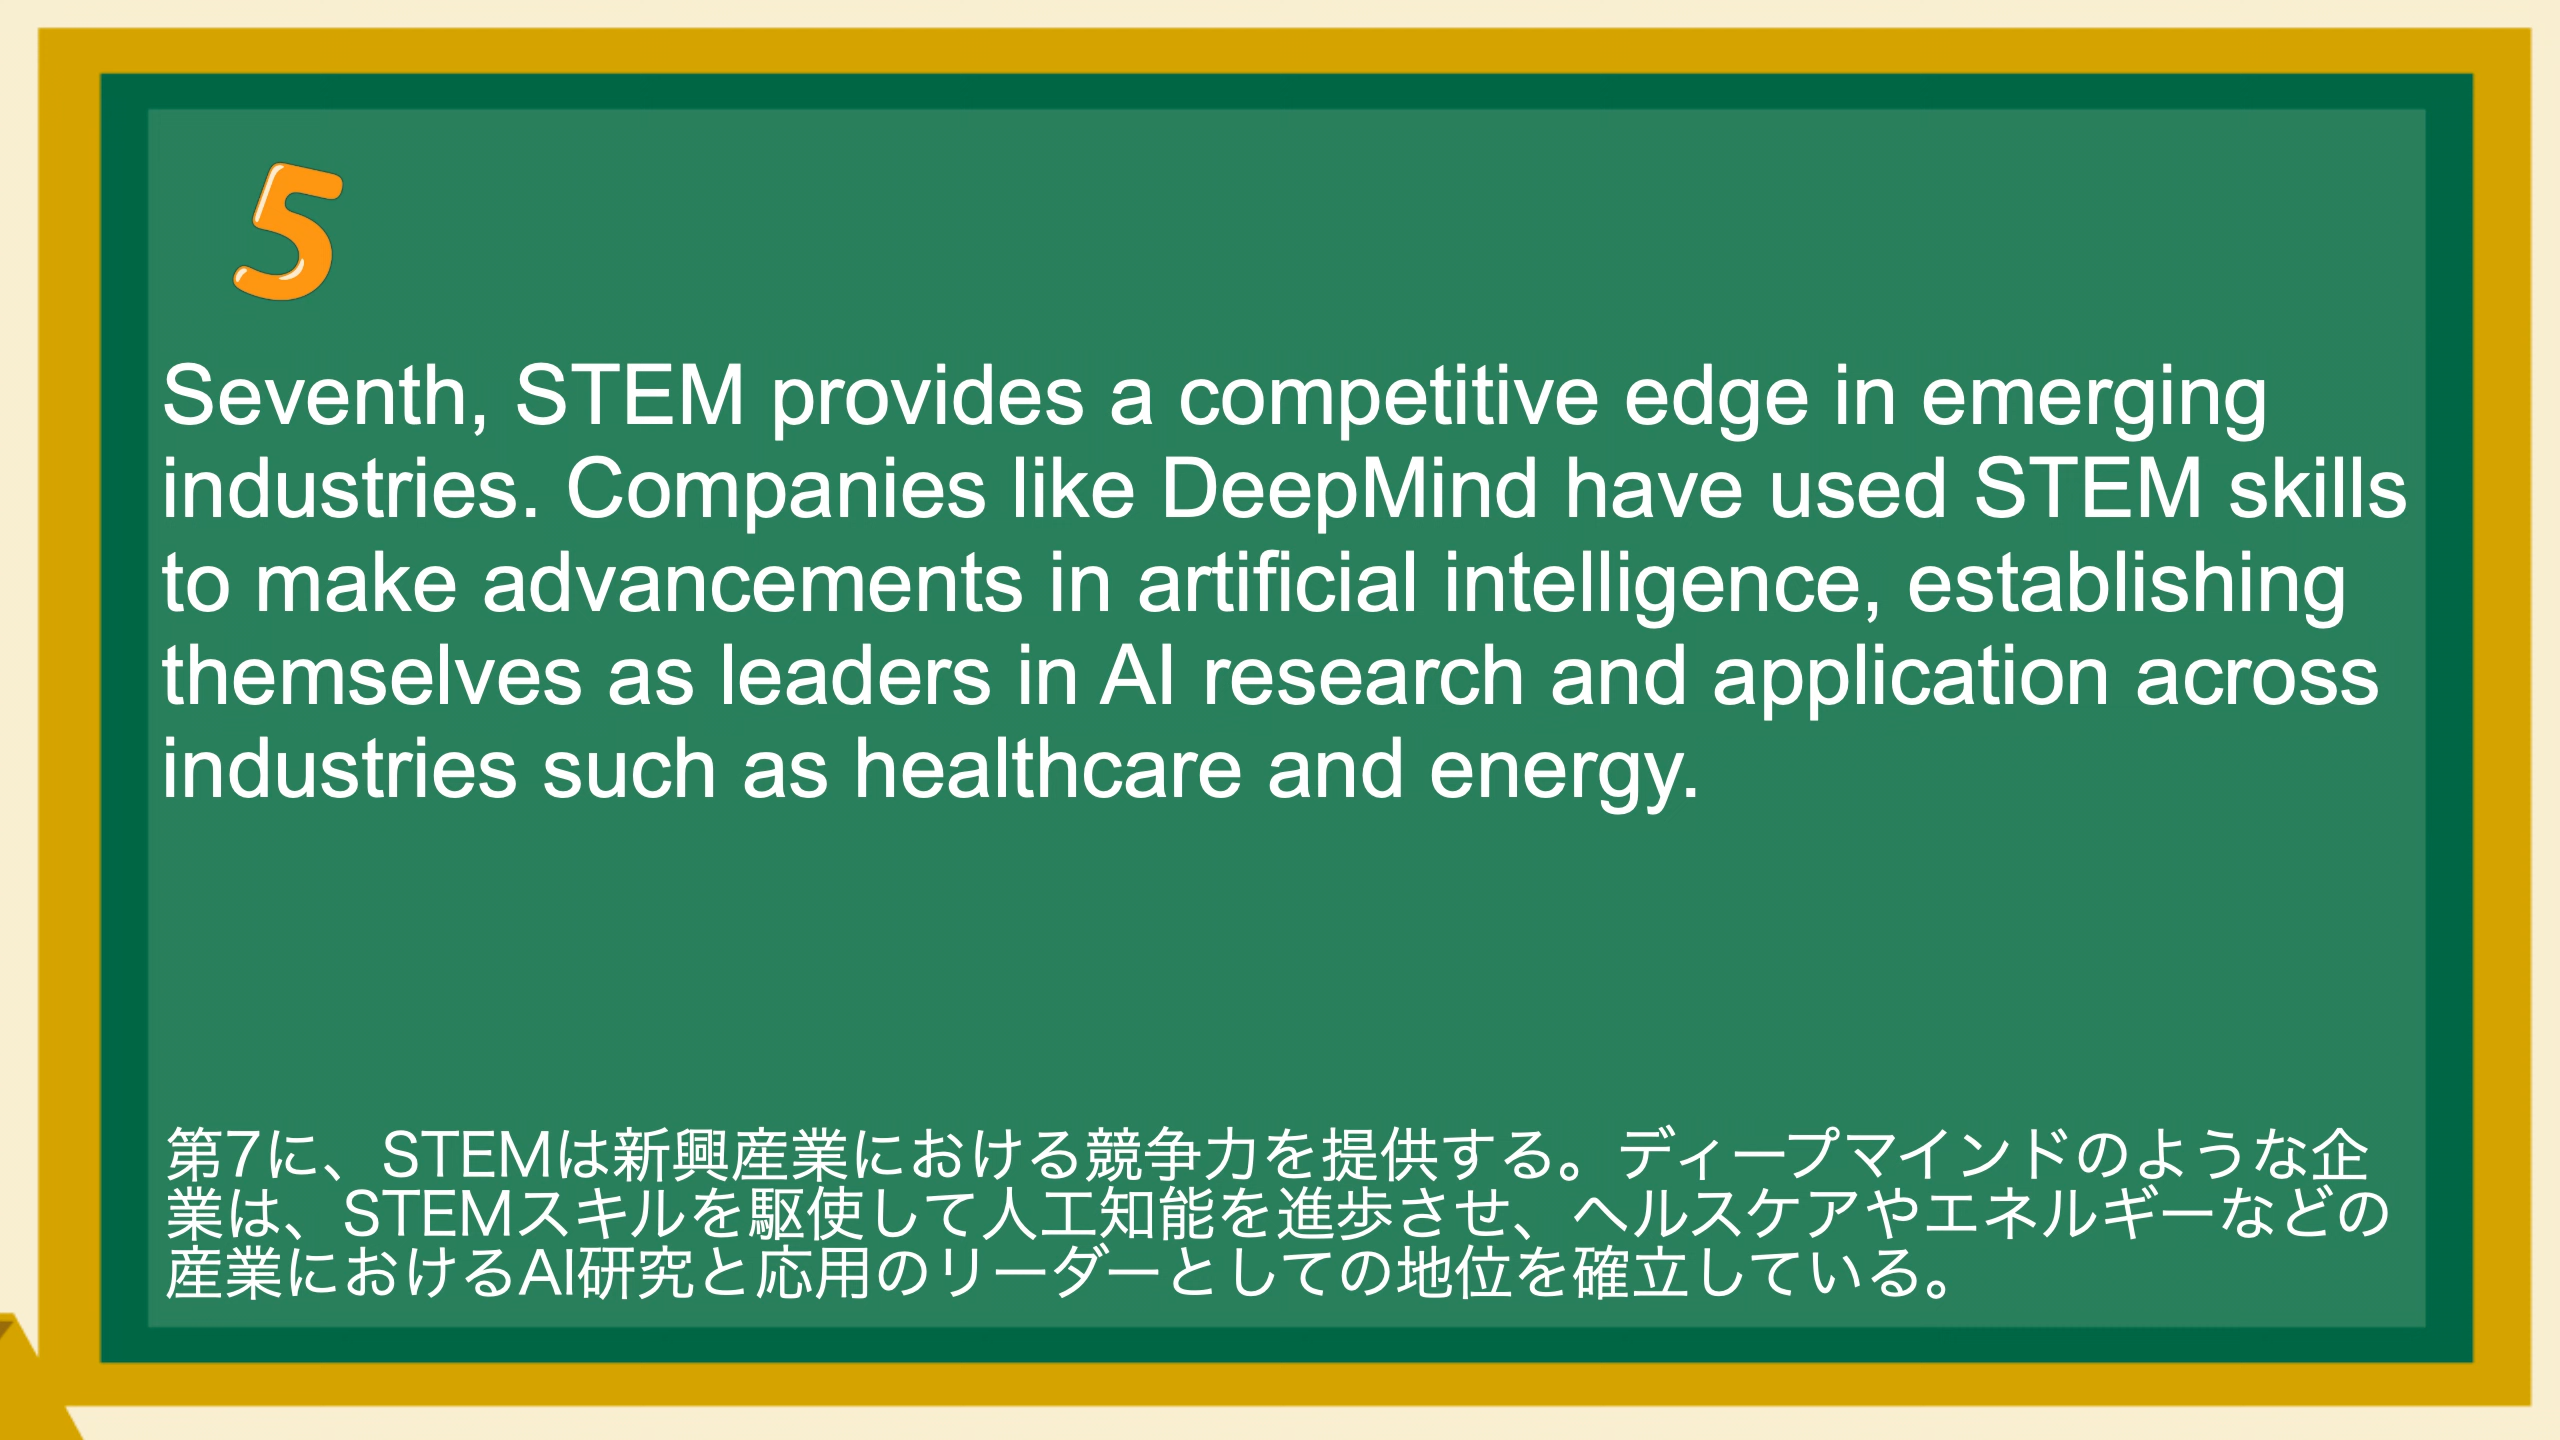 5
Seventh, STEM provides a competitive edge in emerging
industries. Companies like DeepMind have used STEM skills
to make advancements in artificial intelligence, establishing
themselves as leaders in AI research and application across
industries such as healthcare and energy.
第7に、STEMは新興産業における競争力を提供する。ディープマインドのような企
業は、STEMスキルを駆使して人工知能を進歩させ、ヘルスケアやエネルギーなどの
産業におけるAI研究と応用のリーダーとしての地位を確立している。